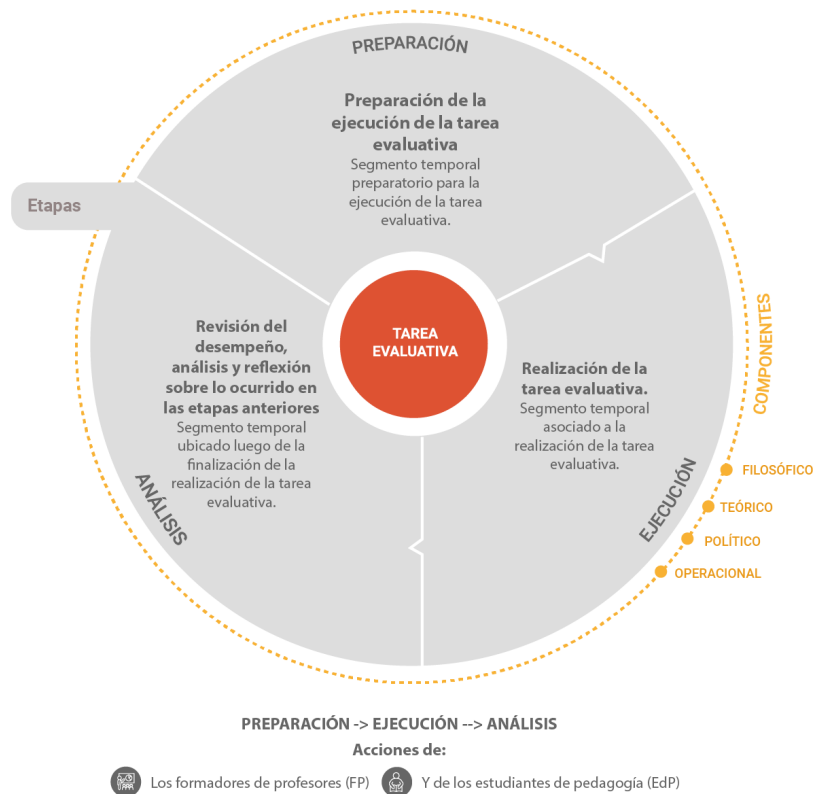 PREPARACIÓN
Preparación de la
ejecución de la tarea
evaluativa
Segmento temporal
preparatorio para la
ejecución de la tarea
evaluativa.
Etapas
TAREA
EVALUATIVA
Revisión del
desempeño,
análisis y reflexión
sobre lo ocurrido en
las etapas anteriores
Segmento temporal
ubicado luego de la
finalización de la
realización de la tarea
evaluativa.
ANÁLISIS
Realización de la
tarea evaluativa.
Segmento temporal
asociado a la
realización de la tarea
evaluativa.
EJECUCIÓN
COMPONENTES
FILOSÓFICO
TEÓRICO
POLÍTICO
OPERACIONAL
PREPARACIÓN -> EJECUCIÓN --> ANÁLISIS
Acciones de:
Los formadores de profesores (FP) Y de los estudiantes de pedagogía (EdP)